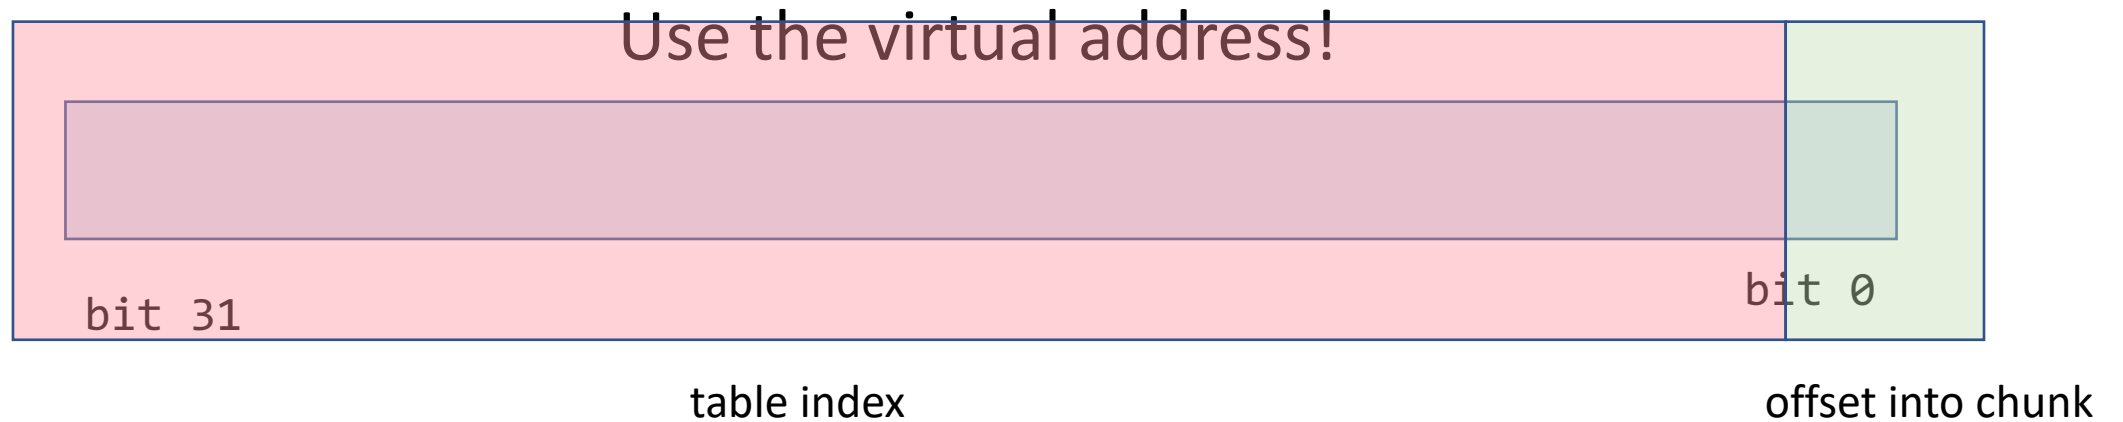 Use the virtual address!
bit 31
bit 0
table index
offset into chunk